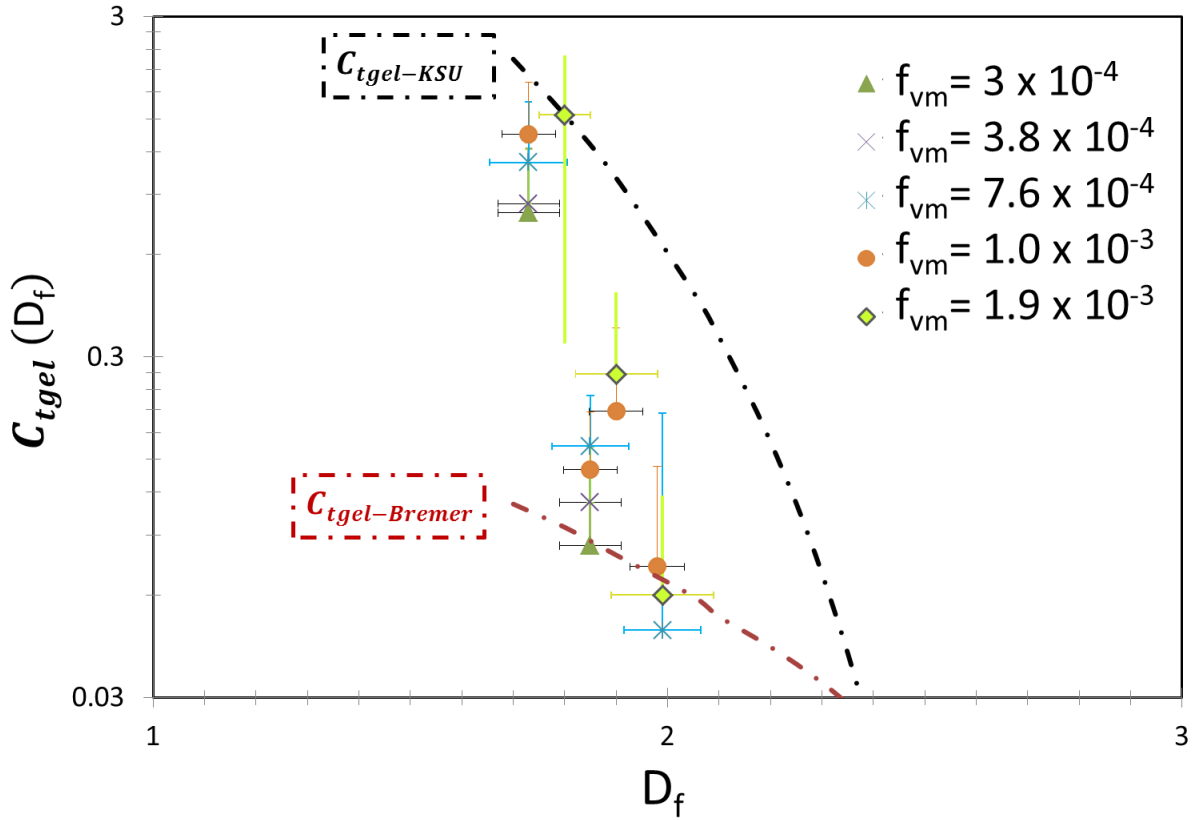 3
C_tgel–KSU
f_vm= 3 x 10^-4
f_vm= 3.8 x 10^-4
f_vm= 7.6 x 10^-4
f_vm= 1.0 x 10^-3
f_vm= 1.9 x 10^-3
C_tgel (D_f)
0.3
C_tgel–Bremer
0.03
1 2 3
D_f